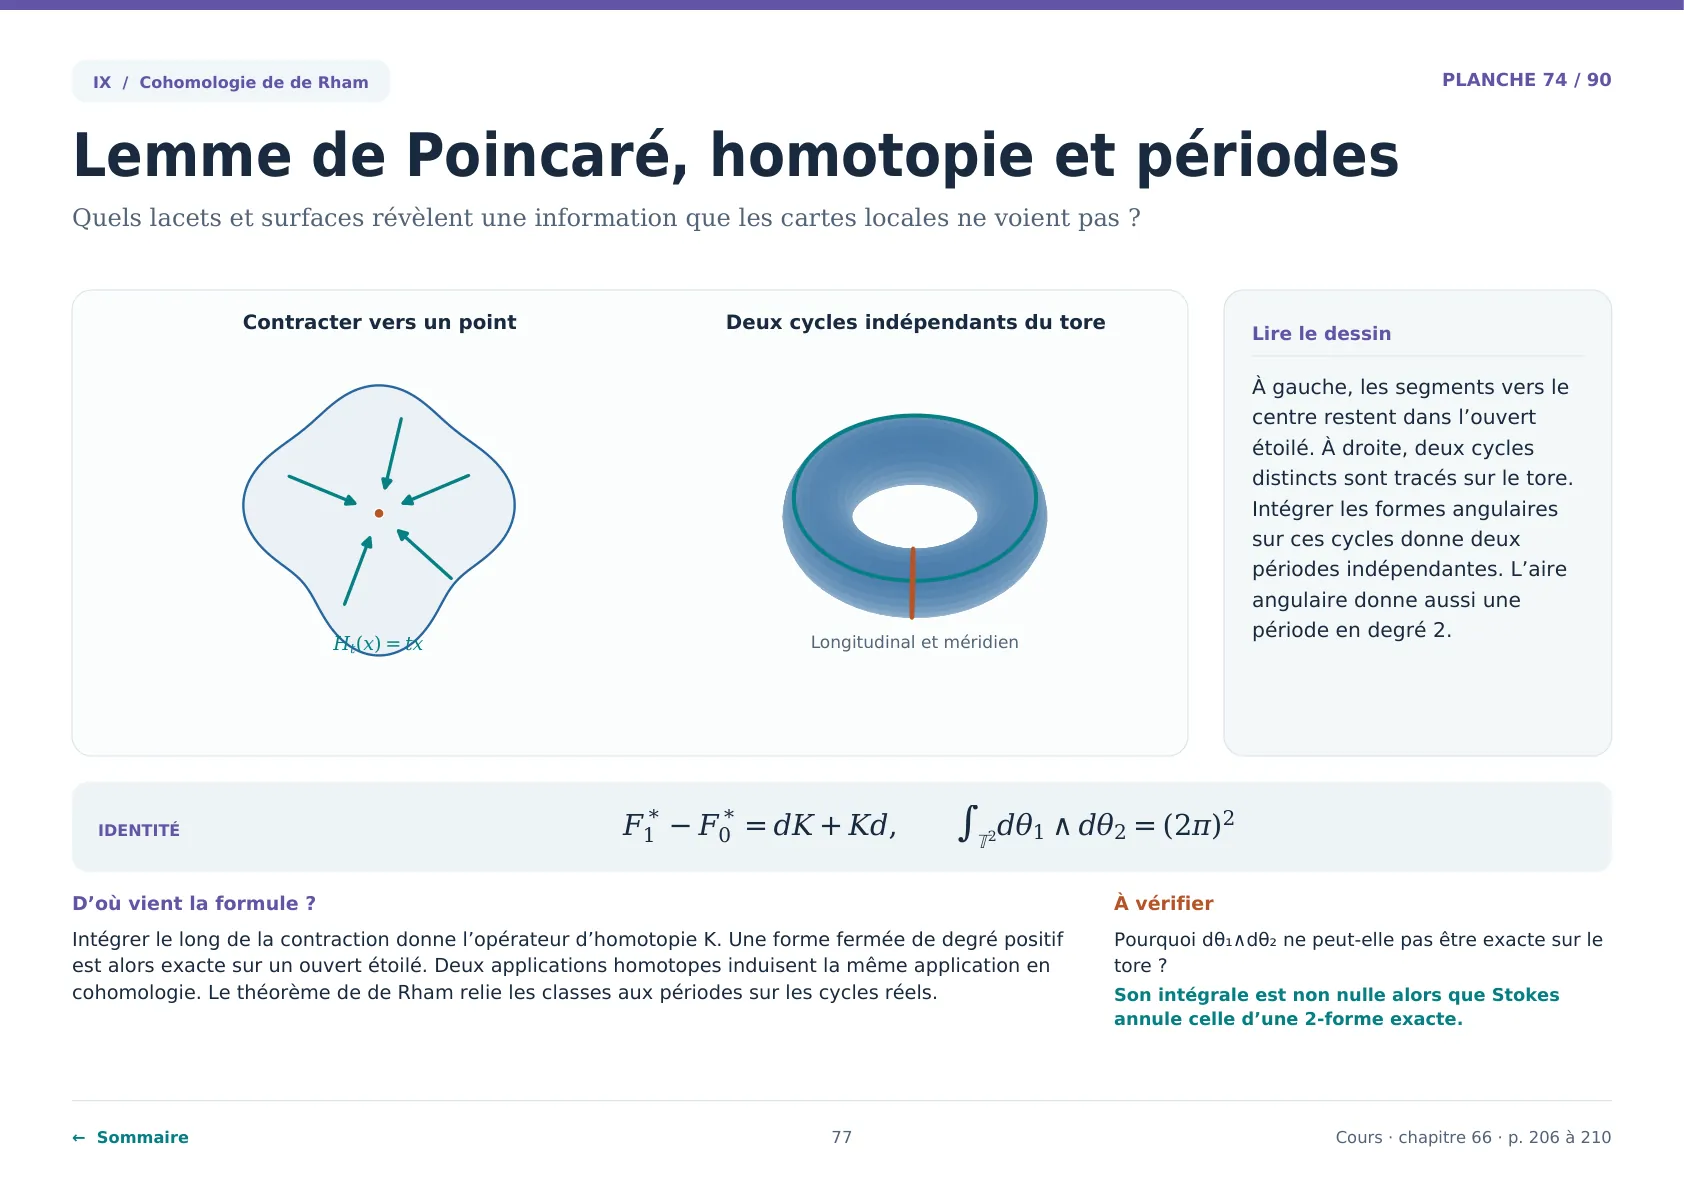 IX / Cohomologie de de Rham
PLANCHE 74 / 90
Lemme de Poincaré, homotopie et périodes
Quels lacets et surfaces révèlent une information que les cartes locales ne voient pas ?
Contracter vers un point
Deux cycles indépendants du tore
H_t(x) = tx
Longitudinal et méridien
Lire le dessin
À gauche, les segments vers le
centre restent dans l’ouvert
étoilé. À droite, deux cycles
distincts sont tracés sur le tore.
Intégrer les formes angulaires
sur ces cycles donne deux
périodes indépendantes. L’aire
angulaire donne aussi une
période en degré 2.
IDENTITÉ
F₁* − F₀* = dK + Kd, ∫_𝕋² dθ₁ ∧ dθ₂ = (2π)²
D’où vient la formule ?
Intégrer le long de la contraction donne l’opérateur d’homotopie K. Une forme fermée de degré positif
est alors exacte sur un ouvert étoilé. Deux applications homotopes induisent la même application en
cohomologie. Le théorème de de Rham relie les classes aux périodes sur les cycles réels.
À vérifier
Pourquoi dθ₁∧dθ₂ ne peut-elle pas être exacte sur le
tore ?
Son intégrale est non nulle alors que Stokes
annule celle d’une 2-forme exacte.
← Sommaire
77
Cours · chapitre 66 · p. 206 à 210